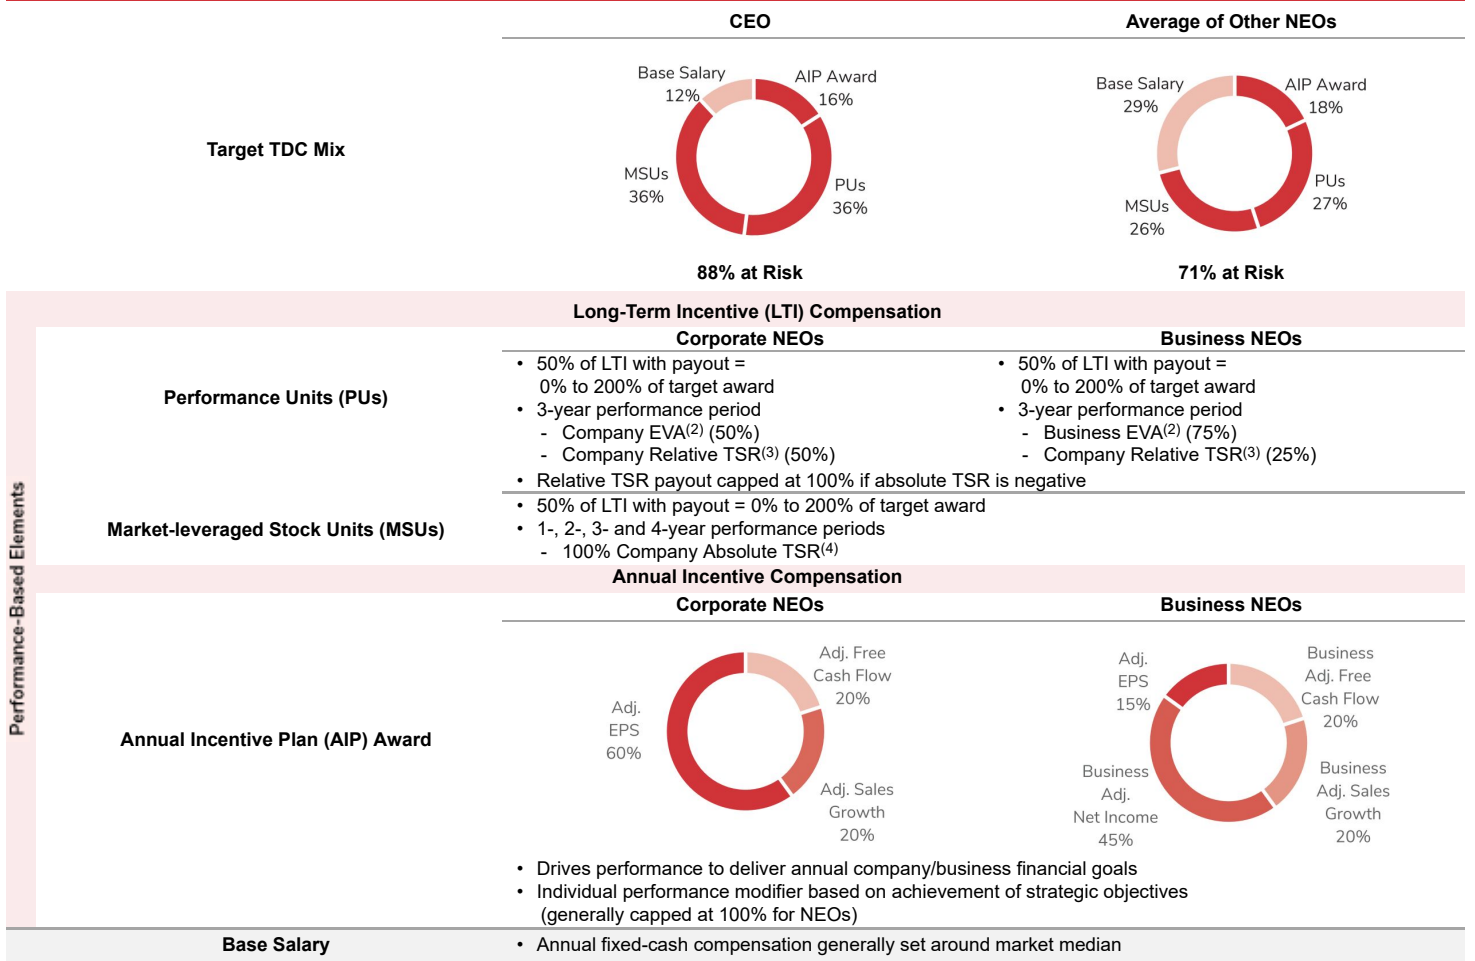 CEO
Average of Other NEOs
Target TDC Mix
Base Salary
12%
AIP Award
16%
MSUs
36%
PUs
36%
88% at Risk
Base Salary
29%
AIP Award
18%
PUs
27%
MSUs
26%
71% at Risk
Performance-Based Elements
Long-Term Incentive (LTI) Compensation
Corporate NEOs
Business NEOs
Performance Units (PUs)
• 50% of LTI with payout =
0% to 200% of target award
• 3-year performance period
- Company EVA(2) (50%)
- Company Relative TSR(3) (50%)
• 50% of LTI with payout =
0% to 200% of target award
• 3-year performance period
- Business EVA(2) (75%)
- Company Relative TSR(3) (25%)
• Relative TSR payout capped at 100% if absolute TSR is negative
Market-leveraged Stock Units (MSUs)
• 50% of LTI with payout = 0% to 200% of target award
• 1-, 2-, 3- and 4-year performance periods
- 100% Company Absolute TSR(4)
Annual Incentive Compensation
Corporate NEOs
Business NEOs
Annual Incentive Plan (AIP) Award
Adj. Free
Cash Flow
20%
Adj.
EPS
60%
Adj. Sales
Growth
20%
Adj.
EPS
15%
Business
Adj. Free
Cash Flow
20%
Business
Adj.
Net Income
45%
Business
Adj. Sales
Growth
20%
• Drives performance to deliver annual company/business financial goals
• Individual performance modifier based on achievement of strategic objectives
(generally capped at 100% for NEOs)
Base Salary
• Annual fixed-cash compensation generally set around market median